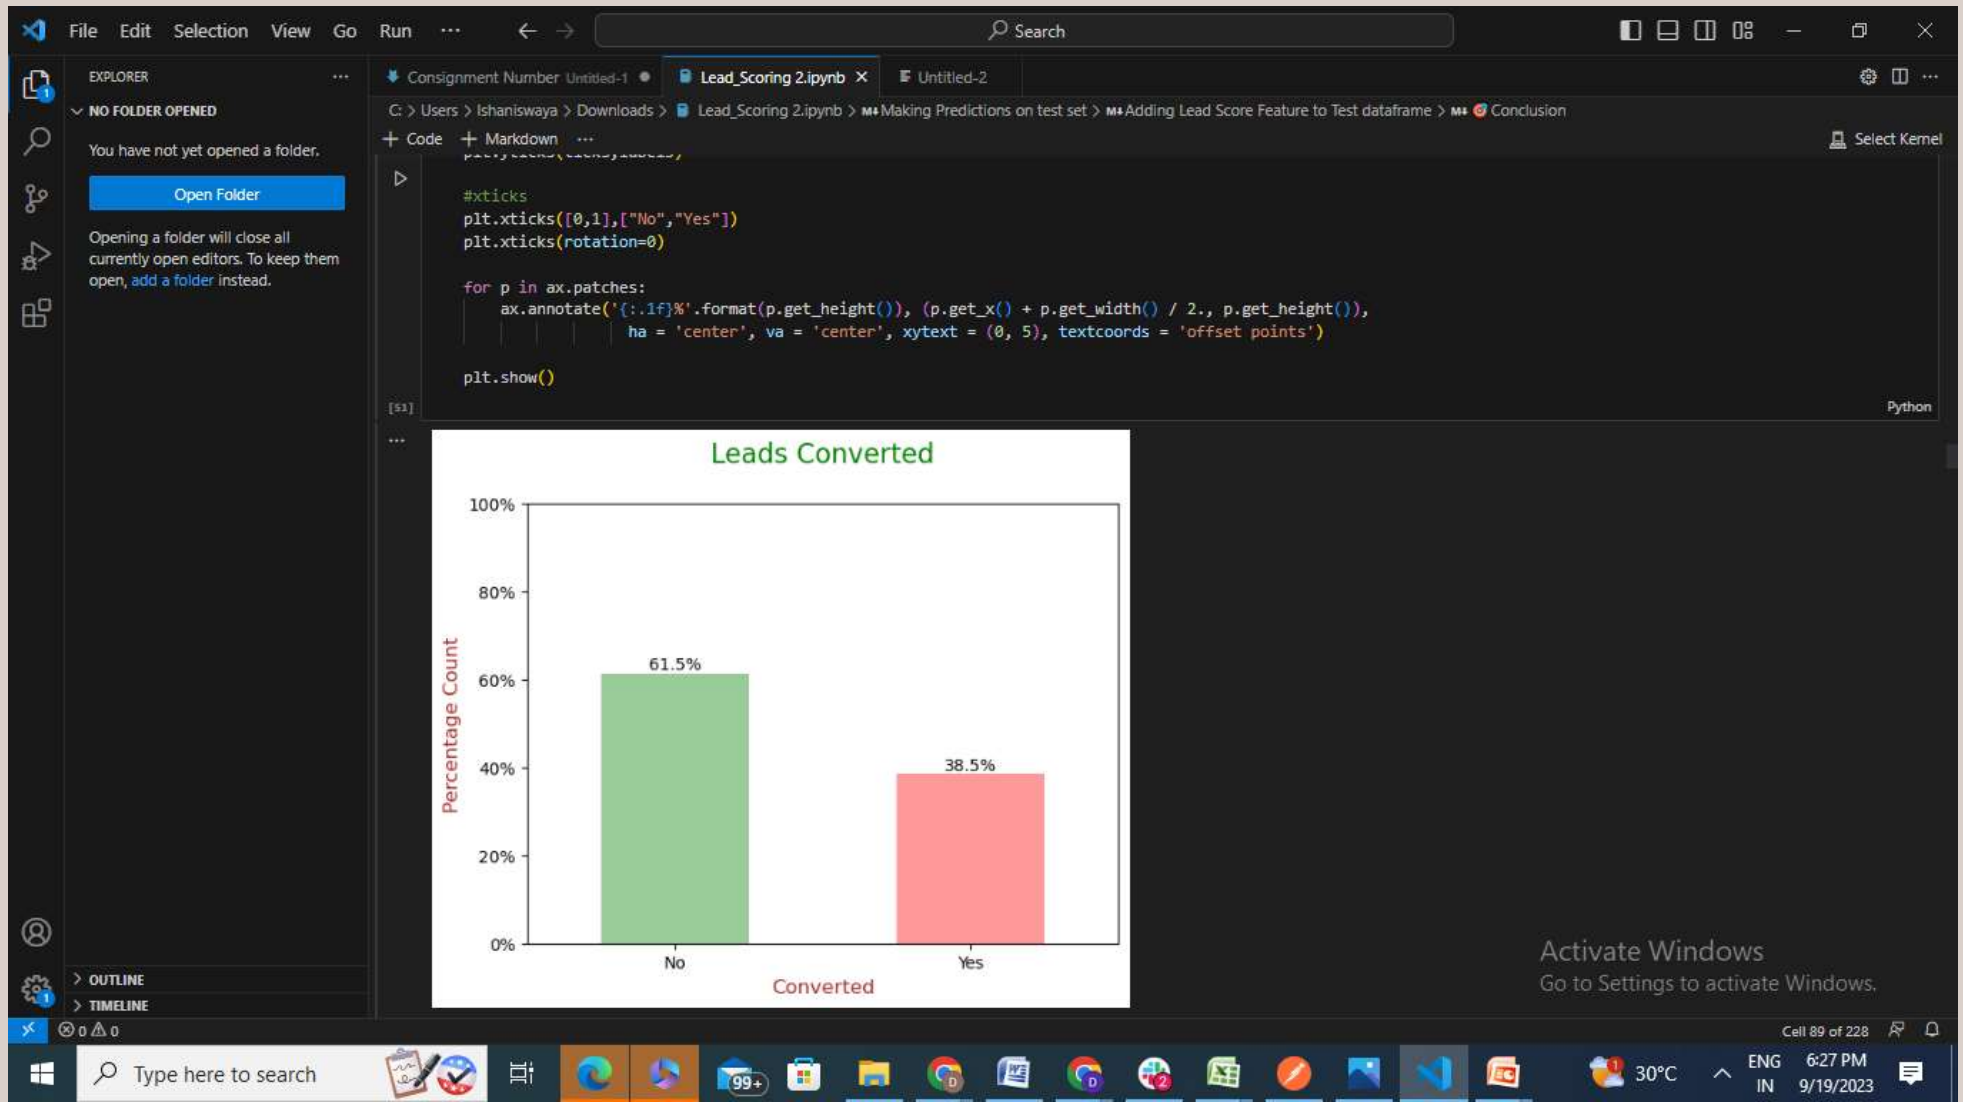 File Edit Selection View Go Run ···
Search
EXPLORER ···
Consignment Number Untitled-1
Lead_Scoring 2.ipynb
Untitled-2
NO FOLDER OPENED
C: > Users > Ishaniswaya > Downloads > Lead_Scoring 2.ipynb > M↓Making Predictions on test set > M↓Adding Lead Score Feature to Test dataframe > M↓ 🎯 Conclusion
+ Code + Markdown ···
Select Kernel
You have not yet opened a folder.
Open Folder
Opening a folder will close all
currently open editors. To keep them
open, add a folder instead.
plt.yticks(ticks,labels)
#xticks
plt.xticks([0,1],["No","Yes"])
plt.xticks(rotation=0)
for p in ax.patches:
ax.annotate('{:.1f}%'.format(p.get_height()), (p.get_x() + p.get_width() / 2., p.get_height()),
ha = 'center', va = 'center', xytext = (0, 5), textcoords = 'offset points')
plt.show()
[51]
Python
Leads Converted
100%
80%
60%
40%
20%
0%
Percentage Count
61.5%
38.5%
No
Yes
Converted
Activate Windows
Go to Settings to activate Windows.
OUTLINE
TIMELINE
0 0
Cell 89 of 228
Type here to search
99+
30°C
ENG
IN
6:27 PM
9/19/2023